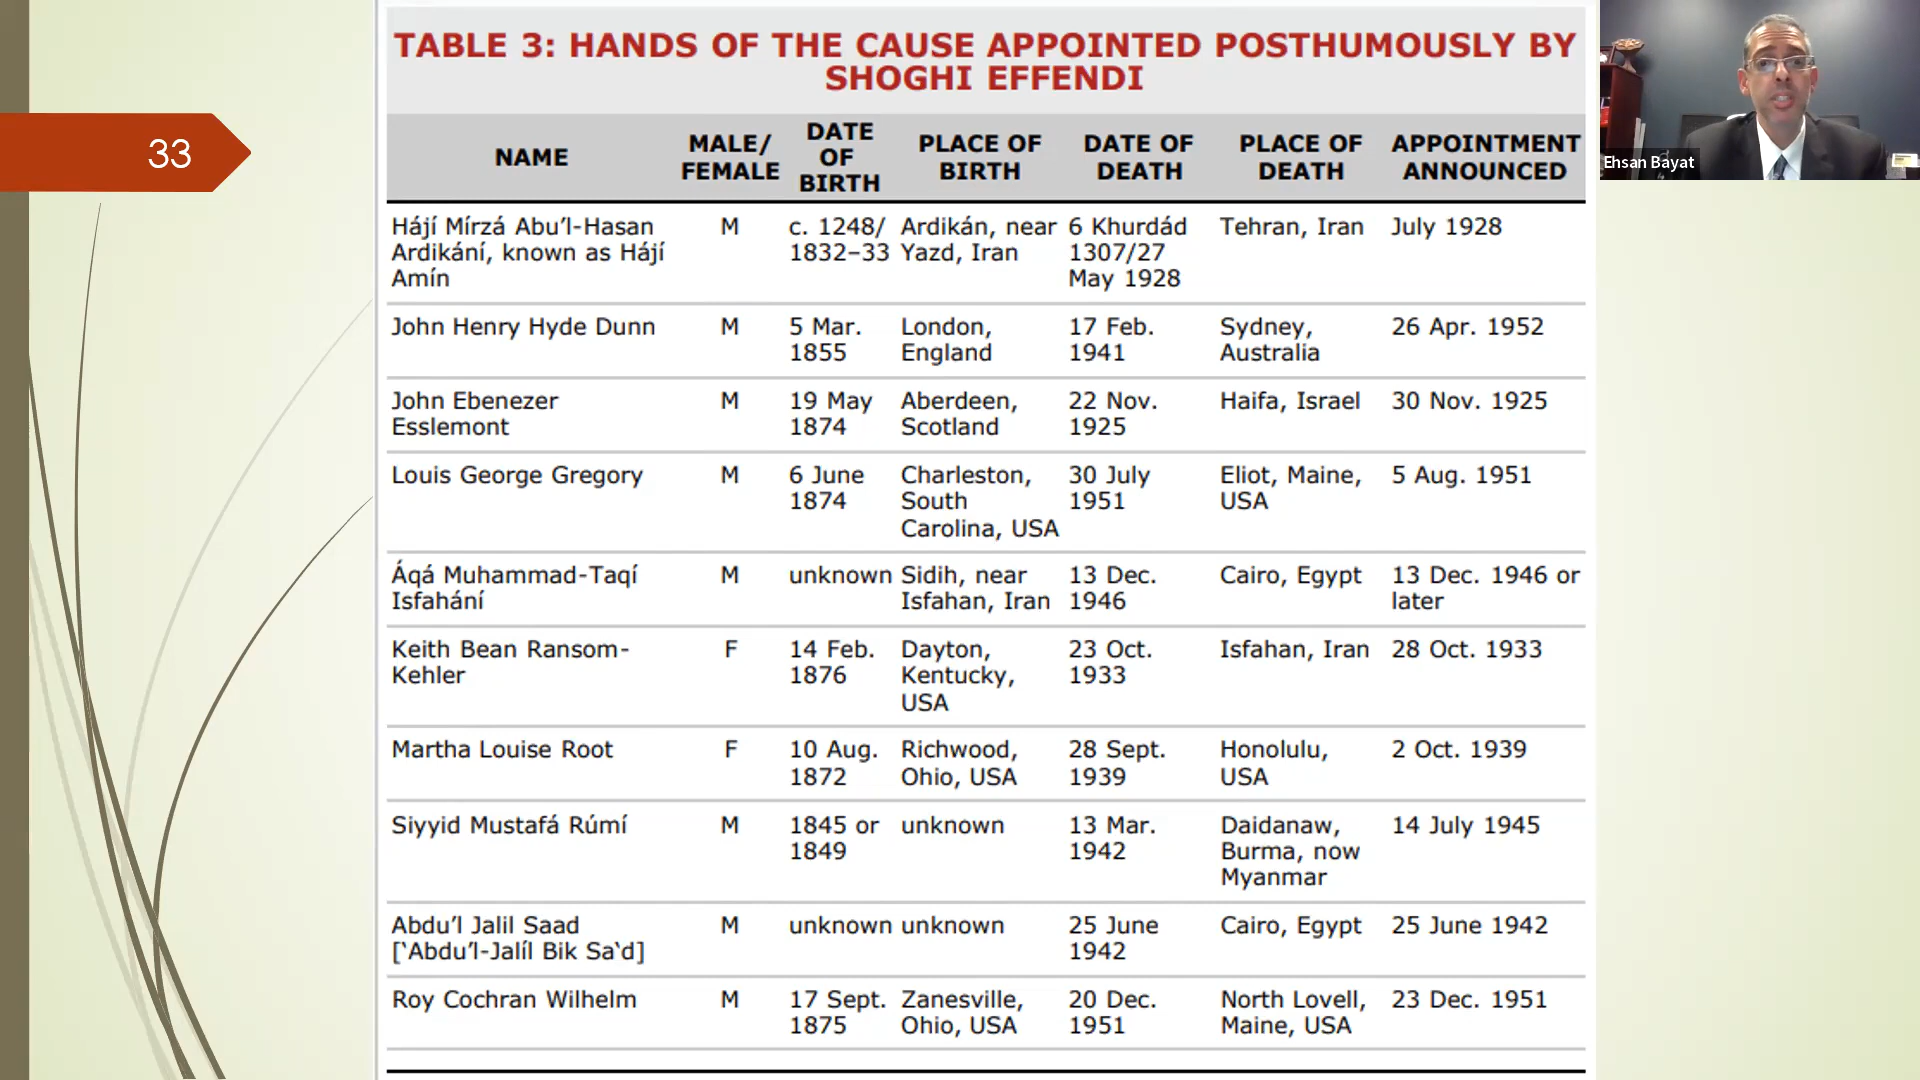 TABLE 3: HANDS OF THE CAUSE APPOINTED POSTHUMOUSLY BY
SHOGHI EFFENDI
33
Ehsan Bayat
NAME
MALE/
FEMALE
DATE
OF
BIRTH
PLACE OF
BIRTH
DATE OF
DEATH
PLACE OF
DEATH
APPOINTMENT
ANNOUNCED
Hájí Mírzá Abu’l-Hasan
Ardikání, known as Hájí
Amín
M
c. 1248/
1832–33
Ardikán, near
Yazd, Iran
6 Khurdád
1307/27
May 1928
Tehran, Iran
July 1928
John Henry Hyde Dunn
M
5 Mar.
1855
London,
England
17 Feb.
1941
Sydney,
Australia
26 Apr. 1952
John Ebenezer
Esslemont
M
19 May
1874
Aberdeen,
Scotland
22 Nov.
1925
Haifa, Israel
30 Nov. 1925
Louis George Gregory
M
6 June
1874
Charleston,
South
Carolina, USA
30 July
1951
Eliot, Maine,
USA
5 Aug. 1951
Áqá Muhammad-Taqí
Isfahání
M
unknown
Sidih, near
Isfahan, Iran
13 Dec.
1946
Cairo, Egypt
13 Dec. 1946 or
later
Keith Bean Ransom-
Kehler
F
14 Feb.
1876
Dayton,
Kentucky,
USA
23 Oct.
1933
Isfahan, Iran
28 Oct. 1933
Martha Louise Root
F
10 Aug.
1872
Richwood,
Ohio, USA
28 Sept.
1939
Honolulu,
USA
2 Oct. 1939
Siyyid Mustafá Rúmí
M
1845 or
1849
unknown
13 Mar.
1942
Daidanaw,
Burma, now
Myanmar
14 July 1945
Abdu’l Jalil Saad
[‘Abdu’l-Jalíl Bik Sa‘d]
M
unknown
unknown
25 June
1942
Cairo, Egypt
25 June 1942
Roy Cochran Wilhelm
M
17 Sept.
1875
Zanesville,
Ohio, USA
20 Dec.
1951
North Lovell,
Maine, USA
23 Dec. 1951